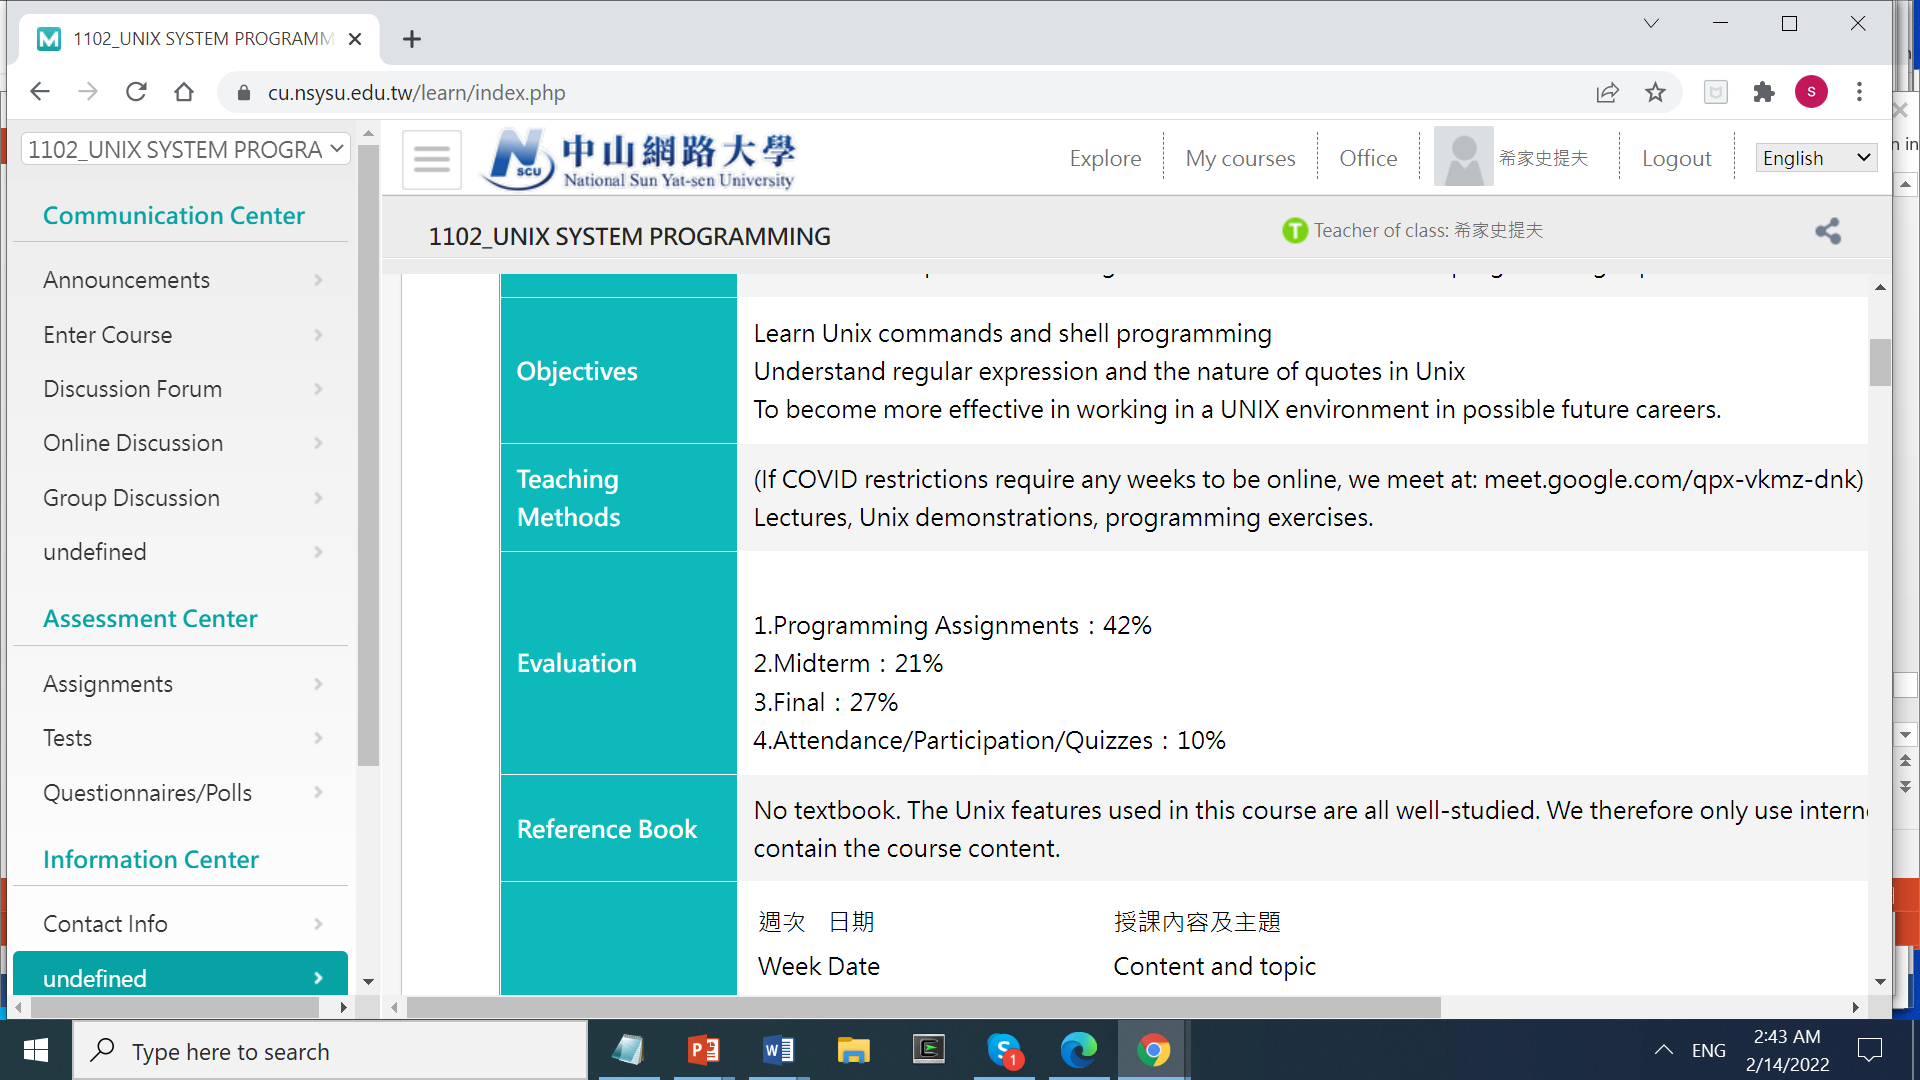 1102_UNIX SYSTEM PROGRAMM
cu.nsysu.edu.tw/learn/index.php
S
1102_UNIX SYSTEM PROGRA
N
SCU
中山網路大學
National Sun Yat-sen University
Explore
My courses
Office
希家史提夫
Logout
English
1102_UNIX SYSTEM PROGRAMMING
T Teacher of class: 希家史提夫
Communication Center
Announcements
Enter Course
Discussion Forum
Online Discussion
Group Discussion
undefined
Assessment Center
Assignments
Tests
Questionnaires/Polls
Information Center
Contact Info
undefined
Objectives
Learn Unix commands and shell programming
Understand regular expression and the nature of quotes in Unix
To become more effective in working in a UNIX environment in possible future careers.
Teaching Methods
(If COVID restrictions require any weeks to be online, we meet at: meet.google.com/qpx-vkmz-dnk)
Lectures, Unix demonstrations, programming exercises.
Evaluation
1.Programming Assignments：42%
2.Midterm：21%
3.Final：27%
4.Attendance/Participation/Quizzes：10%
Reference Book
No textbook. The Unix features used in this course are all well-studied. We therefore only use intern
contain the course content.
週次 日期 授課內容及主題
Week Date Content and topic
Type here to search
1
ENG
2:43 AM
2/14/2022